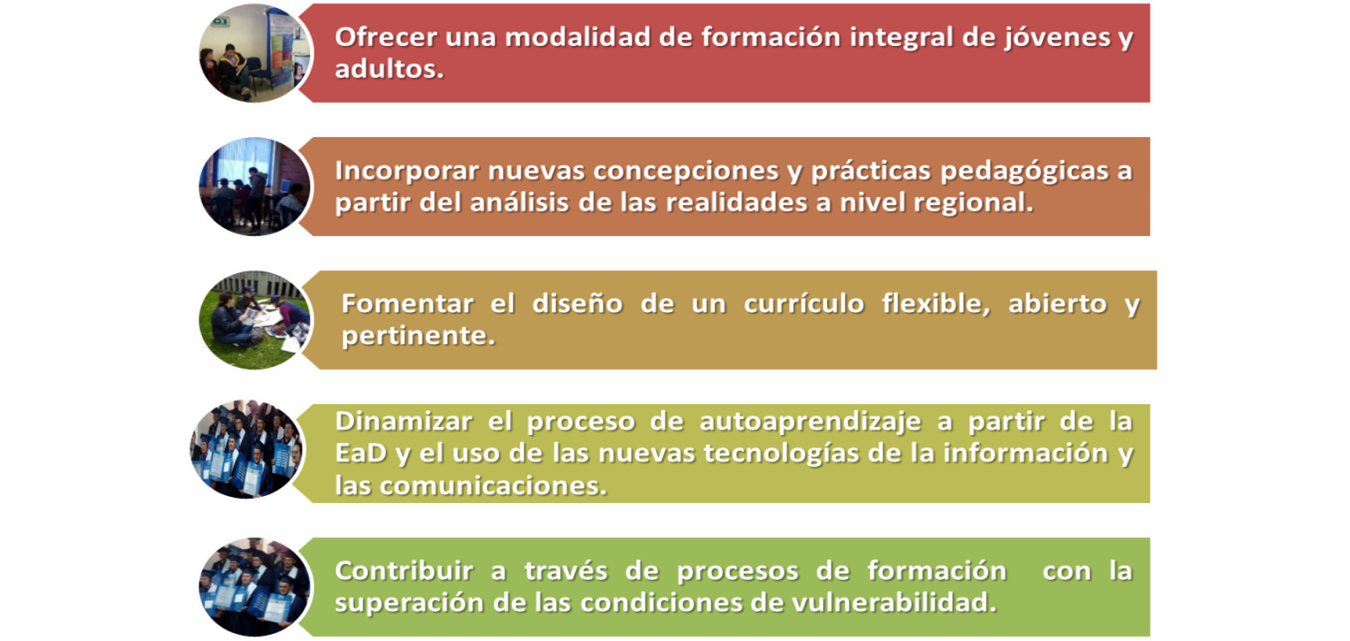 Ofrecer una modalidad de formación integral de jóvenes y
adultos.
Incorporar nuevas concepciones y prácticas pedagógicas a
partir del análisis de las realidades a nivel regional.
Fomentar el diseño de un currículo flexible, abierto y
pertinente.
Dinamizar el proceso de autoaprendizaje a partir de la
EaD y el uso de las nuevas tecnologías de la información y
las comunicaciones.
Contribuir a través de procesos de formación con la
superación de las condiciones de vulnerabilidad.